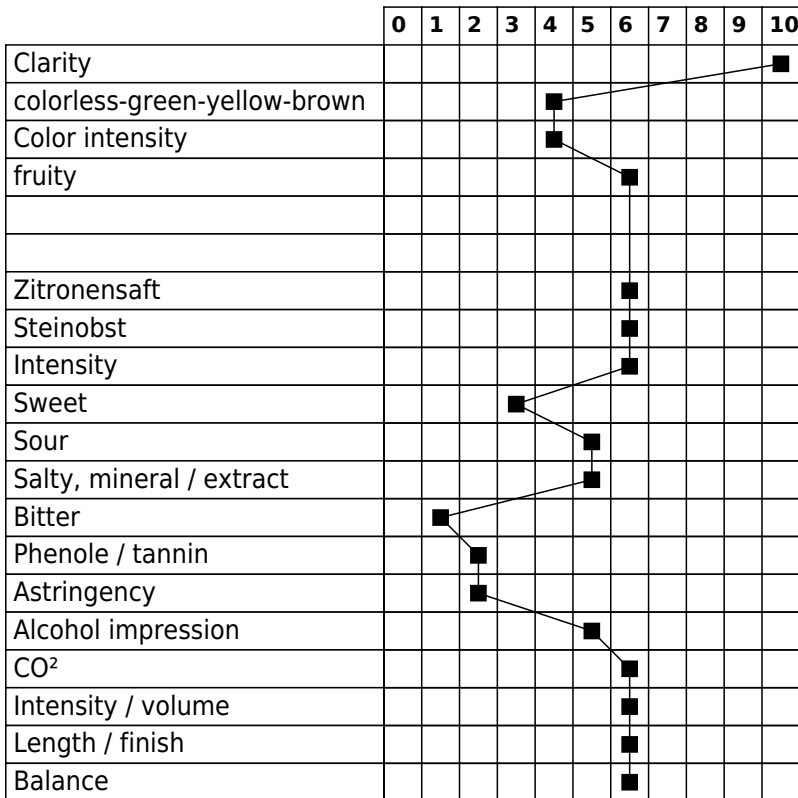 0 1 2 3 4 5 6 7 8 9 10
Clarity
colorless-green-yellow-brown
Color intensity
fruity
Zitronensaft
Steinobst
Intensity
Sweet
Sour
Salty, mineral / extract
Bitter
Phenole / tannin
Astringency
Alcohol impression
CO²
Intensity / volume
Length / finish
Balance